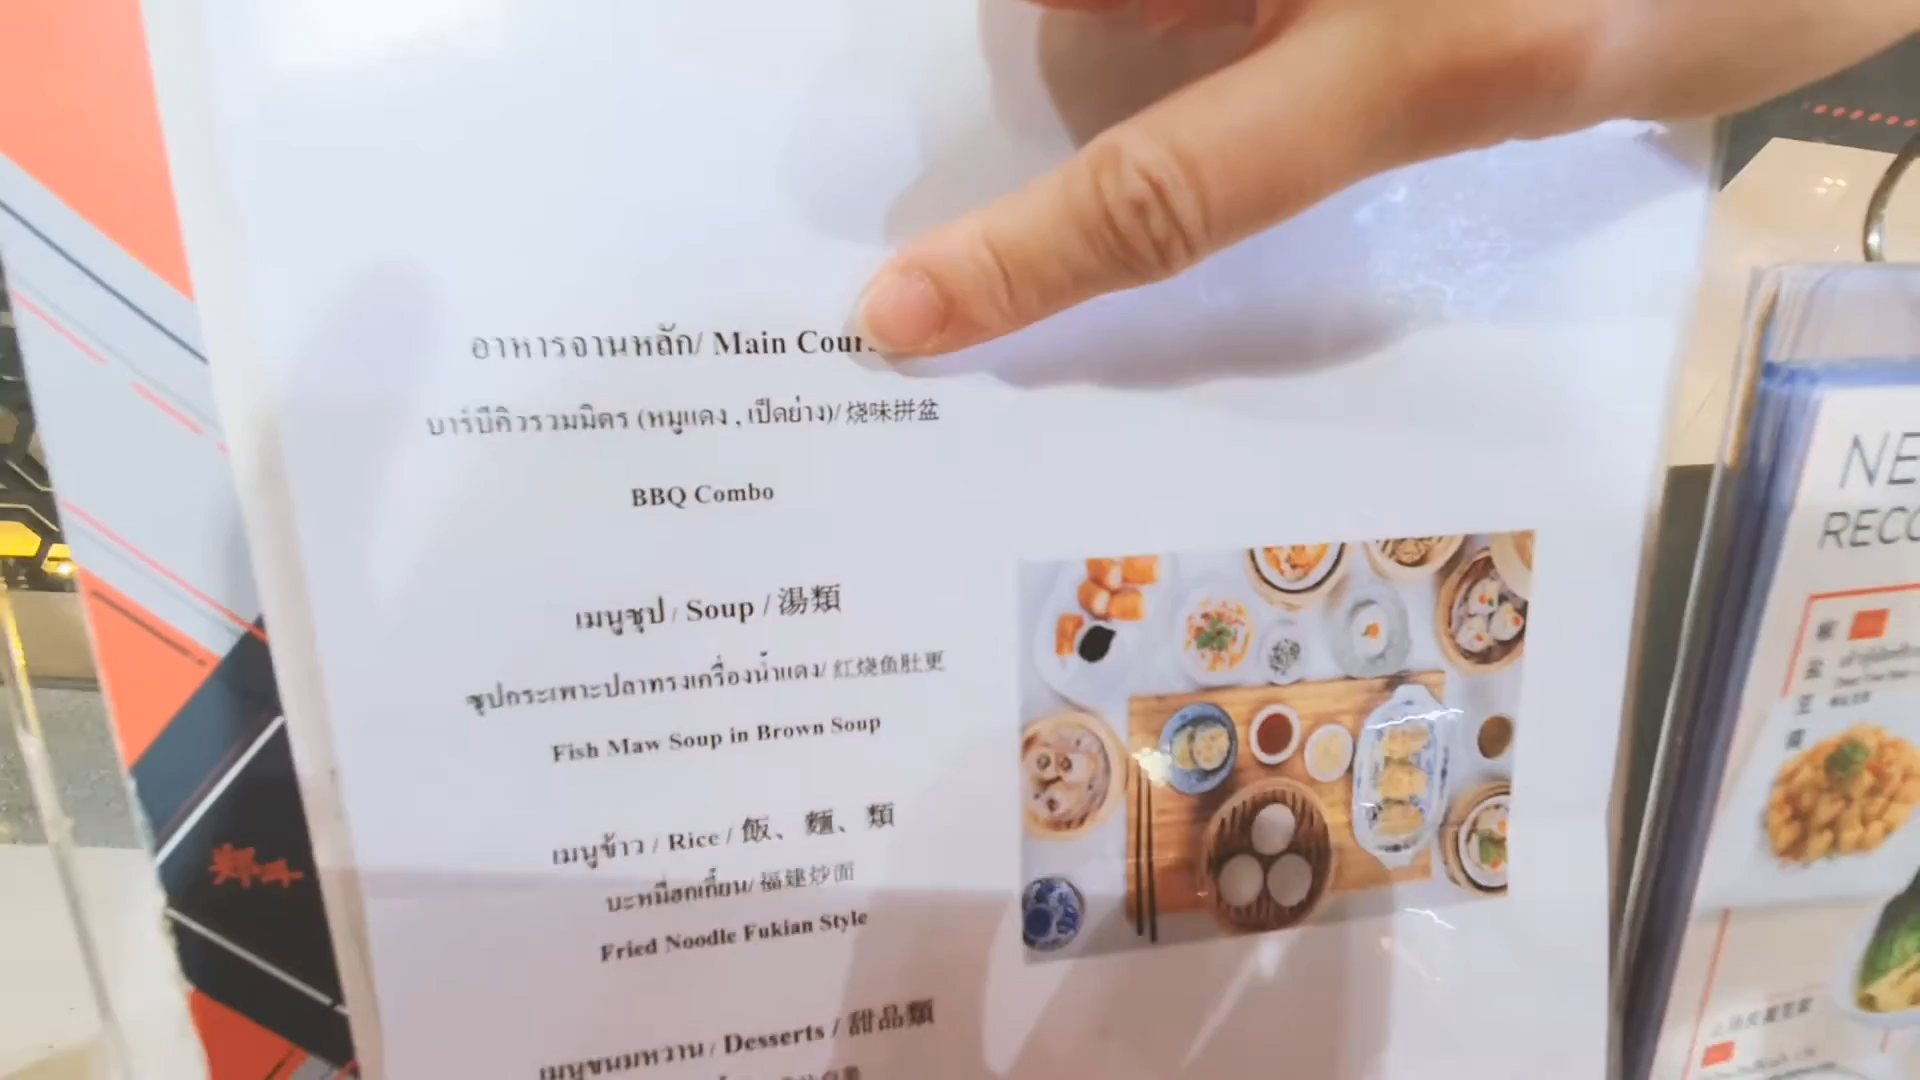 อาหารจานหลัก/ Main Cours
บาร์บีคิวรวมมิตร (หมูแดง , เป็ดย่าง)/ 烧味拼盆
BBQ Combo
เมนูซุป / Soup / 湯類
ซุปกระเพาะปลาทรงเครื่องน้ำแดง/ 红烧鱼肚更
Fish Maw Soup in Brown Soup
เมนูข้าว / Rice / 飯、麵、類
บะหมี่ฮกเกี้ยน/ 福建炒面
Fried Noodle Fukian Style
เมนูขนมหวาน / Desserts / 甜品類
NE
RECO